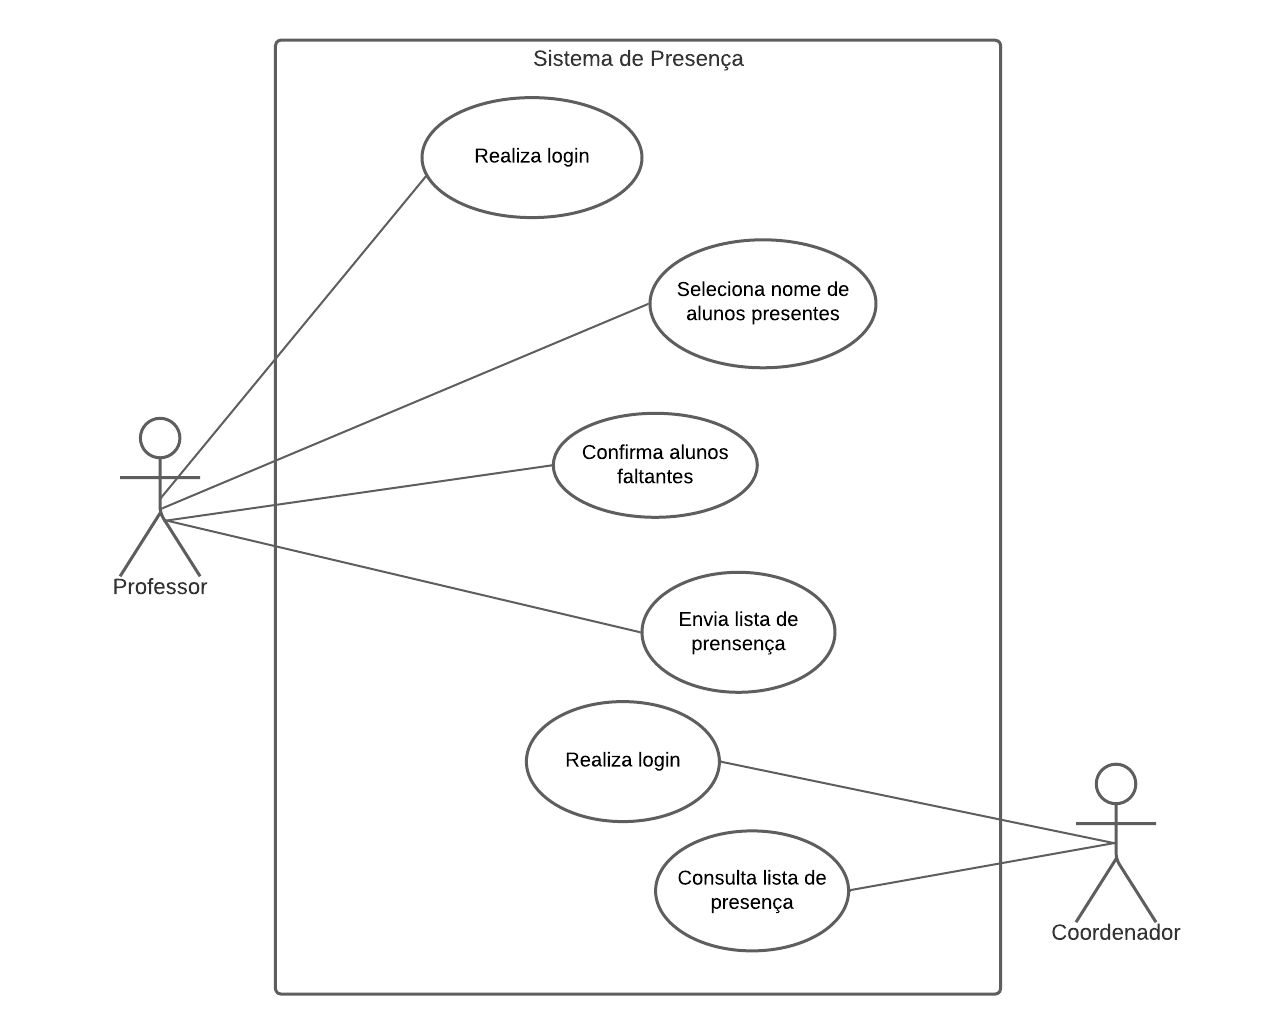 Sistema de Presença
Realiza login
Seleciona nome de
alunos presentes
Confirma alunos
faltantes
Professor
Envia lista de
prensença
Realiza login
Consulta lista de
presença
Coordenador